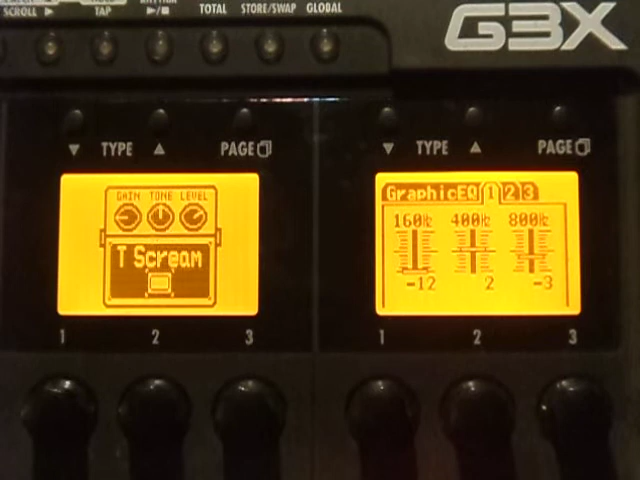 SCROLL ▶ TAP ▶/■ TOTAL STORE/SWAP GLOBAL
G3X
▼ TYPE ▲ PAGE
▼ TYPE ▲ PAGE
GAIN TONE LEVEL
T Scream
GraphicEQ 1 2 3
160Hz 400Hz 800Hz
-12 2 -3
1 2 3
1 2 3